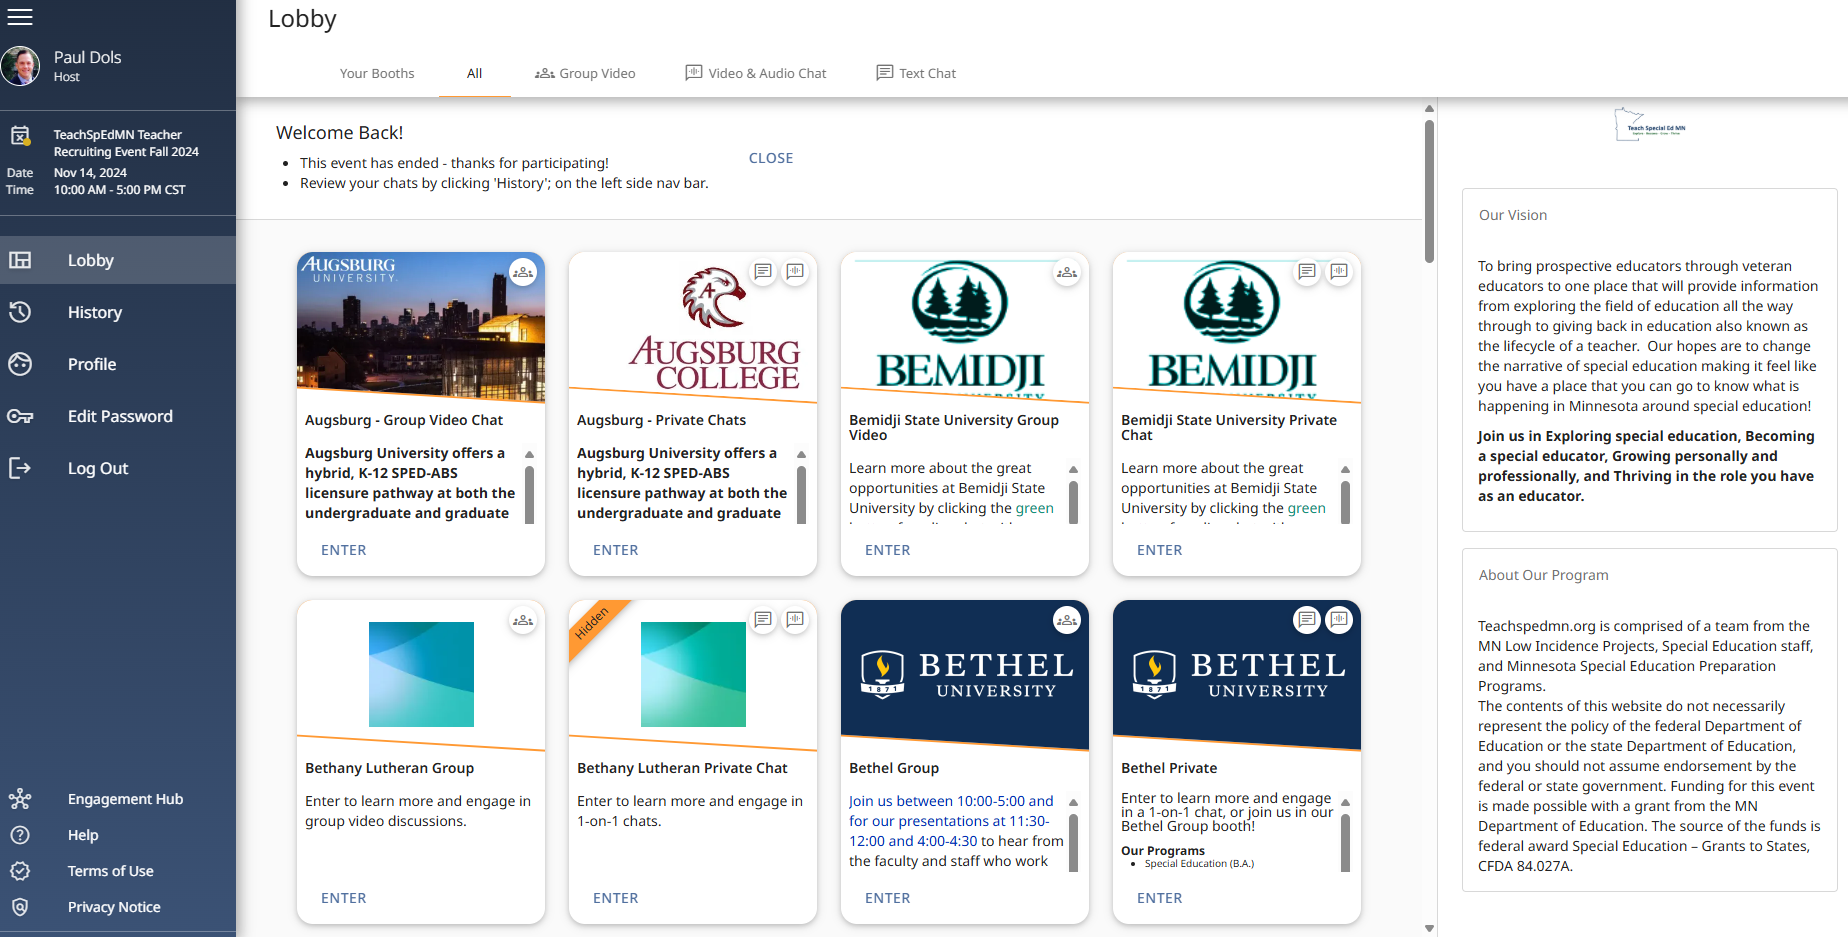 Paul Dols
Host
TeachSpEdMN Teacher
Recruiting Event Fall 2024
Date Nov 14, 2024
Time 10:00 AM - 5:00 PM CST
Lobby
History
Profile
Edit Password
Log Out
Engagement Hub
Help
Terms of Use
Privacy Notice
Lobby
Your Booths
All
Group Video
Video & Audio Chat
Text Chat
Welcome Back!
• This event has ended - thanks for participating!
• Review your chats by clicking 'History'; on the left side nav bar.
CLOSE
AUGSBURG
UNIVERSITY
Augsburg - Group Video Chat
Augsburg University offers a
hybrid, K-12 SPED-ABS
licensure pathway at both the
undergraduate and graduate
ENTER
A
AUGSBURG
COLLEGE
Augsburg - Private Chats
Augsburg University offers a
hybrid, K-12 SPED-ABS
licensure pathway at both the
undergraduate and graduate
ENTER
BEMIDJI
Bemidji State University Group
Video
Learn more about the great
opportunities at Bemidji State
University by clicking the green
ENTER
BEMIDJI
Bemidji State University Private
Chat
Learn more about the great
opportunities at Bemidji State
University by clicking the green
ENTER
Bethany Lutheran Group
Enter to learn more and engage in
group video discussions.
ENTER
Hidden
Bethany Lutheran Private Chat
Enter to learn more and engage in
1-on-1 chats.
ENTER
1871
BETHEL
UNIVERSITY
Bethel Group
Join us between 10:00-5:00 and
for our presentations at 11:30-
12:00 and 4:00-4:30 to hear from
the faculty and staff who work
ENTER
1871
BETHEL
UNIVERSITY
Bethel Private
Enter to learn more and engage
in a 1-on-1 chat, or join us in our
Bethel Group booth!
Our Programs
• Special Education (B.A.)
ENTER
Teach Special Ed MN
Our Vision
To bring prospective educators through veteran
educators to one place that will provide information
from exploring the field of education all the way
through to giving back in education also known as
the lifecycle of a teacher. Our hopes are to change
the narrative of special education making it feel like
you have a place that you can go to know what is
happening in Minnesota around special education!
Join us in Exploring special education, Becoming
a special educator, Growing personally and
professionally, and Thriving in the role you have
as an educator.
About Our Program
Teachspedmn.org is comprised of a team from the
MN Low Incidence Projects, Special Education staff,
and Minnesota Special Education Preparation
Programs.
The contents of this website do not necessarily
represent the policy of the federal Department of
Education or the state Department of Education,
and you should not assume endorsement by the
federal or state government. Funding for this event
is made possible with a grant from the MN
Department of Education. The source of the funds is
federal award Special Education – Grants to States,
CFDA 84.027A.